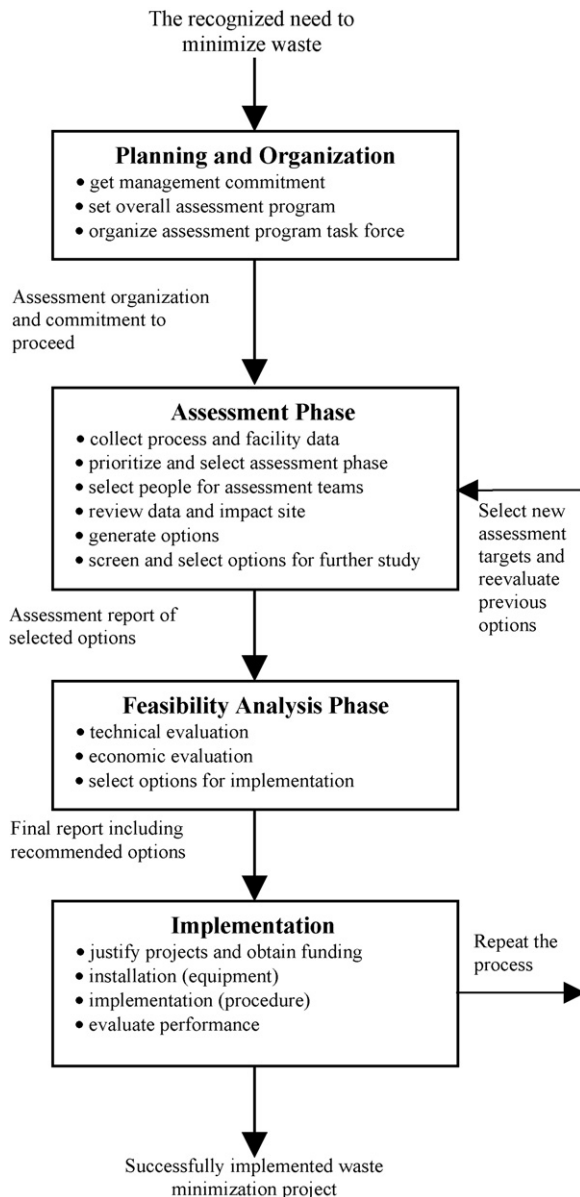 The recognized need to
minimize waste
Planning and Organization
• get management commitment
• set overall assessment program
• organize assessment program task force
Assessment organization
and commitment to
proceed
Assessment Phase
• collect process and facility data
• prioritize and select assessment phase
• select people for assessment teams
• review data and impact site
• generate options
• screen and select options for further study
Select new
assessment
targets and
reevaluate
previous
options
Assessment report of
selected options
Feasibility Analysis Phase
• technical evaluation
• economic evaluation
• select options for implementation
Final report including
recommended options
Implementation
• justify projects and obtain funding
• installation (equipment)
• implementation (procedure)
• evaluate performance
Repeat the
process
Successfully implemented waste
minimization project